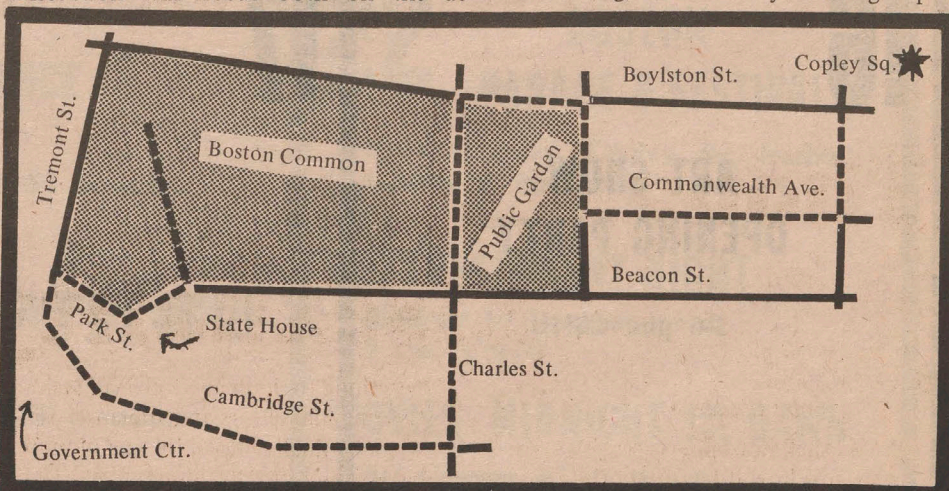 Boylston St.
Copley Sq.
Tremont St.
Boston Common
Public Garden
Commonwealth Ave.
Beacon St.
Park St.
State House
Charles St.
Cambridge St.
Government Ctr.